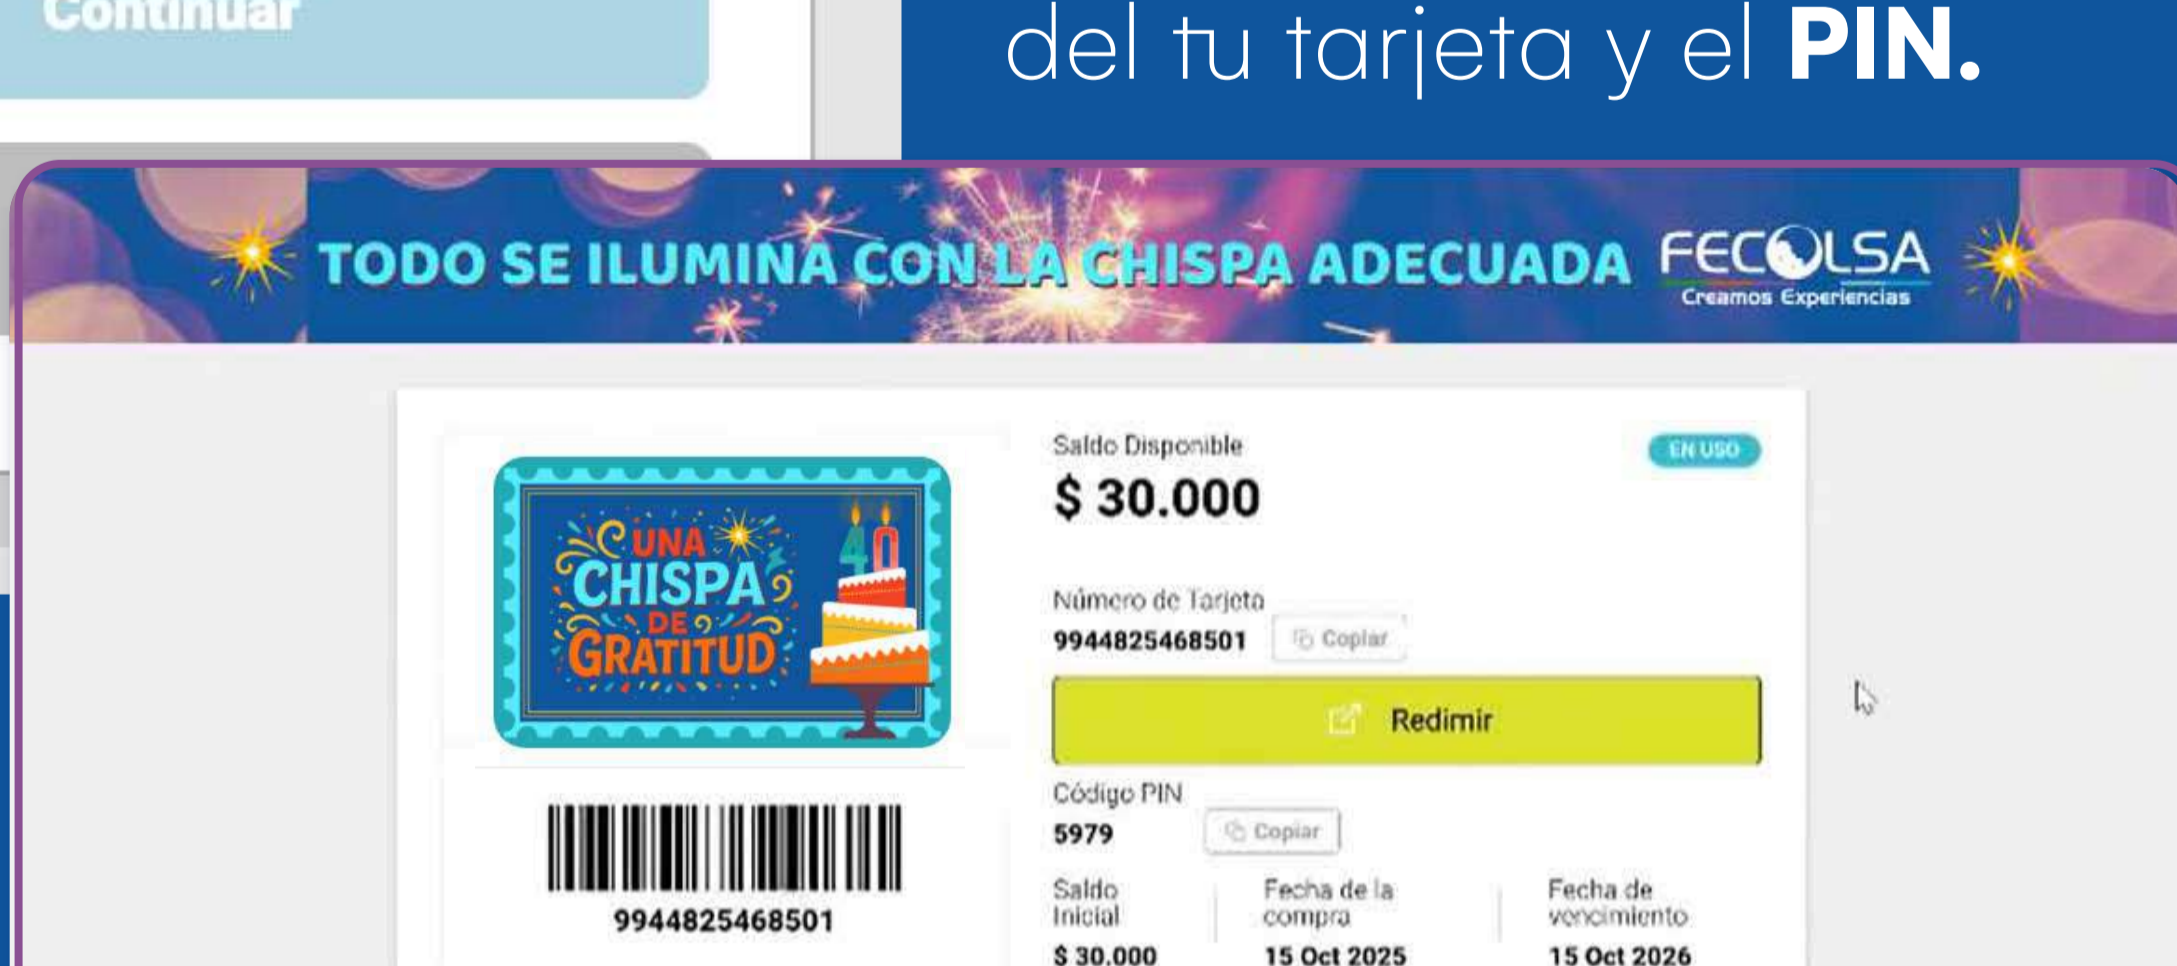 Continuar
del tu tarjeta y el PIN.
TODO SE ILUMINA CON LA CHISPA ADECUADA
FECOLSA
Creamos Experiencias
UNA
CHISPA
DE
GRATITUD
40
9944825468501
Saldo Disponible
EN USO
$ 30.000
Número de Tarjeta
9944825468501
Copiar
Redimir
Código PIN
5979
Copiar
Saldo
Inicial
$ 30.000
Fecha de la
compra
15 Oct 2025
Fecha de
vencimiento
15 Oct 2026